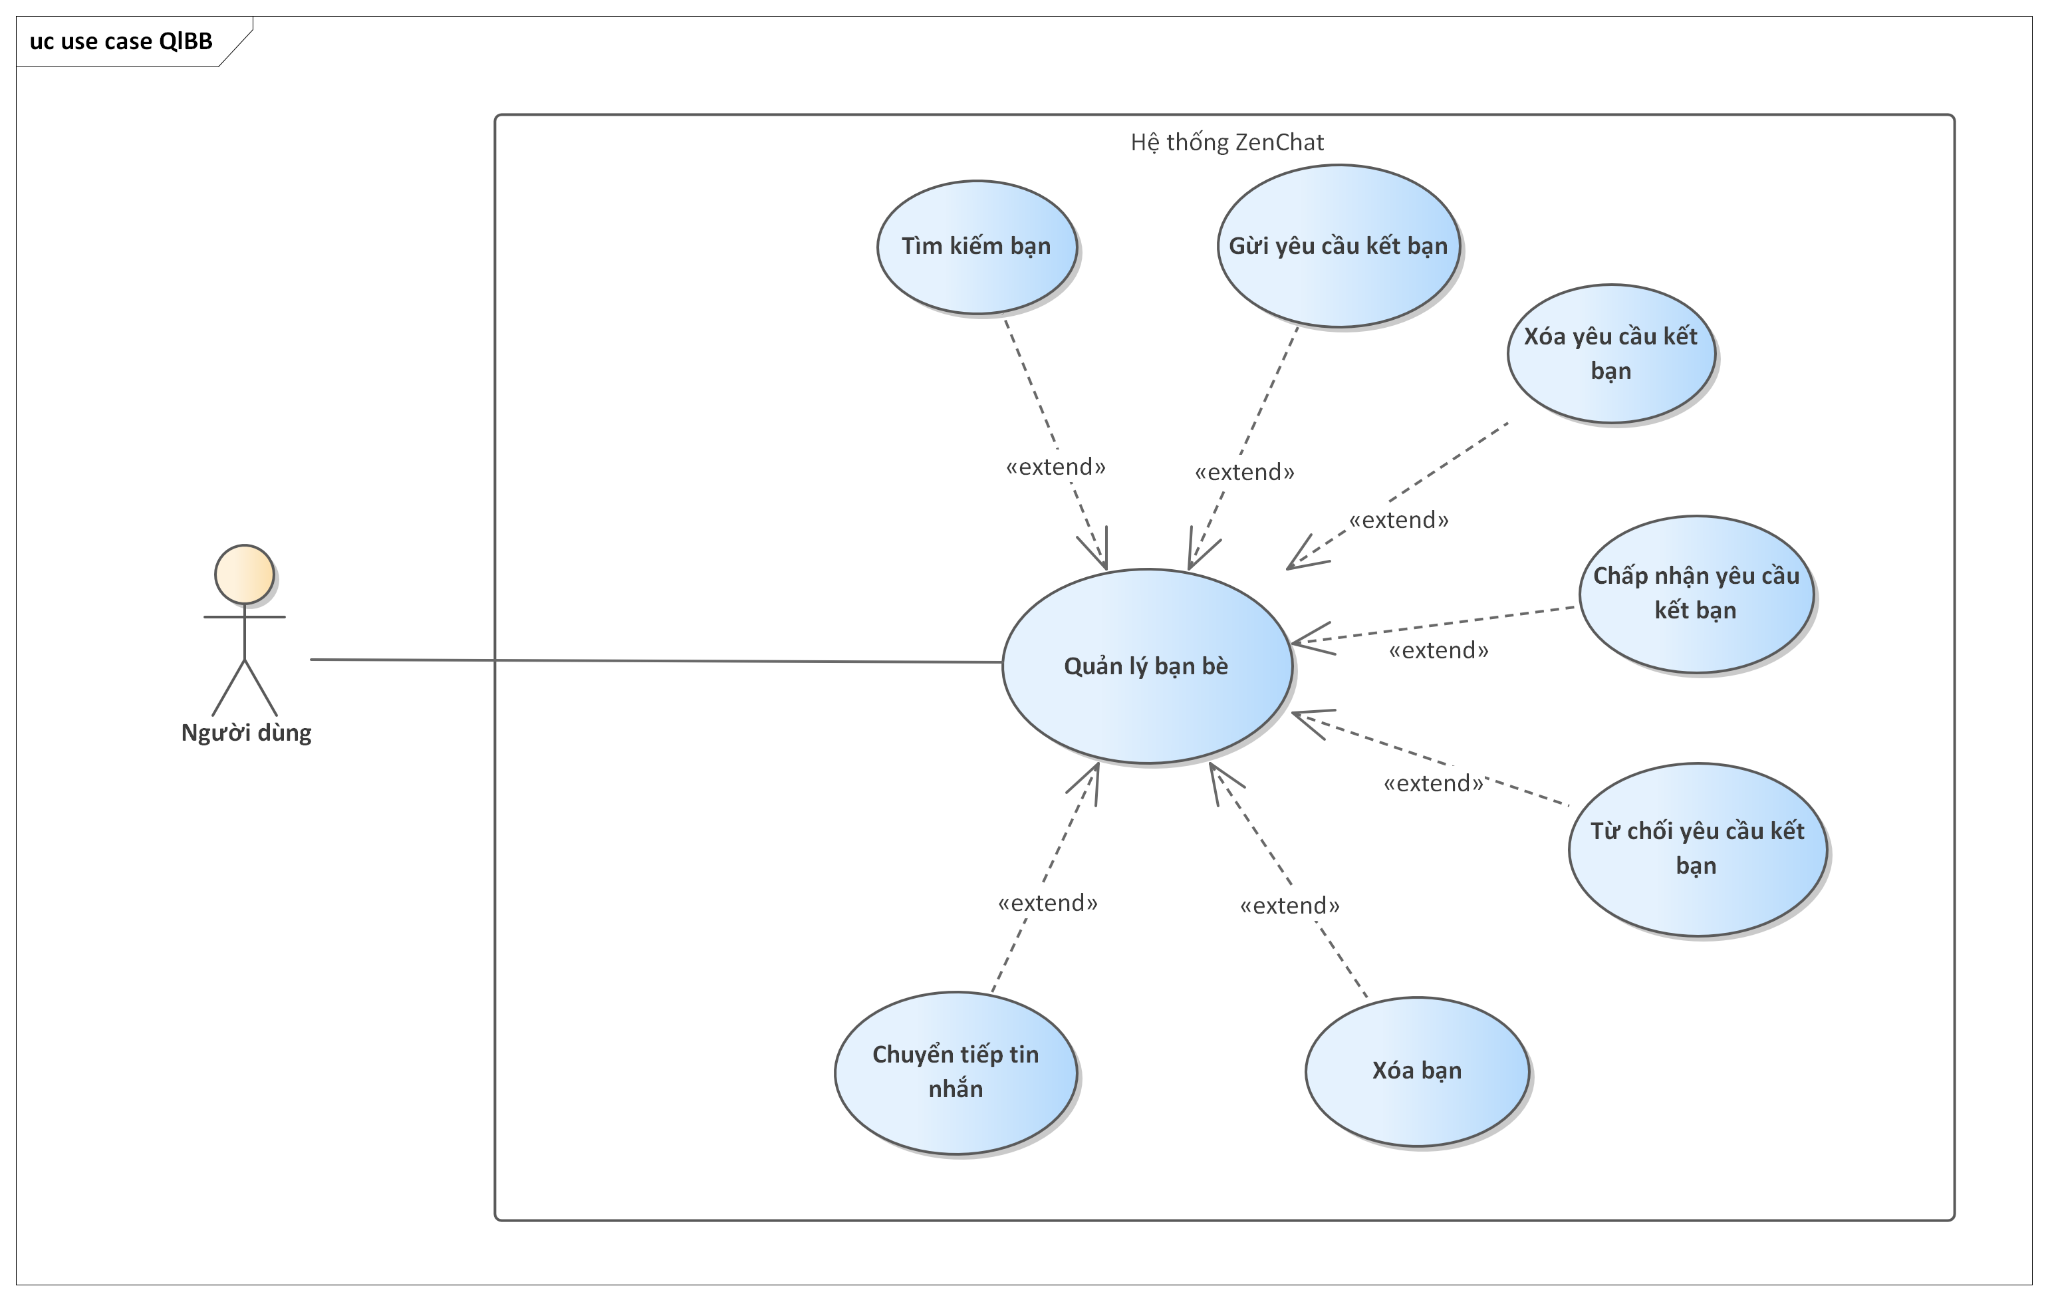 uc use case QlBB
Hệ thống ZenChat
Tìm kiếm bạn
Gừi yêu cầu kết bạn
Xóa yêu cầu kết
bạn
«extend»
«extend»
«extend»
Chấp nhận yêu cầu
kết bạn
«extend»
Quản lý bạn bè
Người dùng
«extend»
Từ chối yêu cầu kết
bạn
«extend»
«extend»
Chuyển tiếp tin
nhắn
Xóa bạn